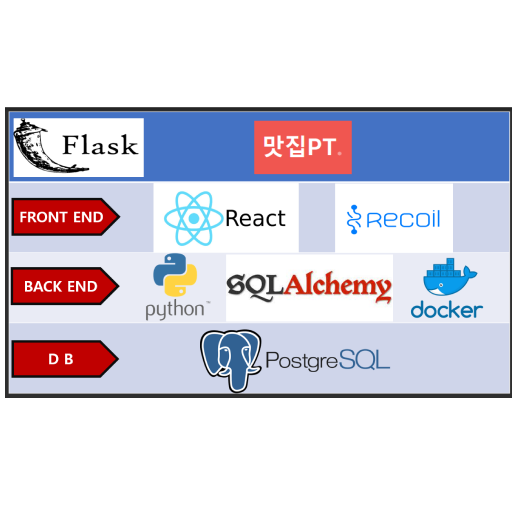 Flask
맛집PT.
FRONT END
React
RECOIL
BACK END
python™
SQLAlchemy
docker
D B
PostgreSQL